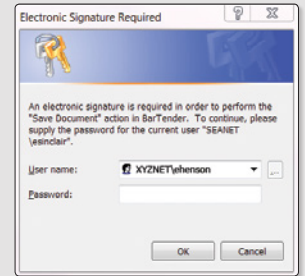 Electronic Signature Required
An electronic signature is required in order to perform the
"Save Document" action in BarTender. To continue, please
supply the password for the current user "SEANET
\esinclair".
User name: XYZNET\ehenson ...
Password:
OK Cancel